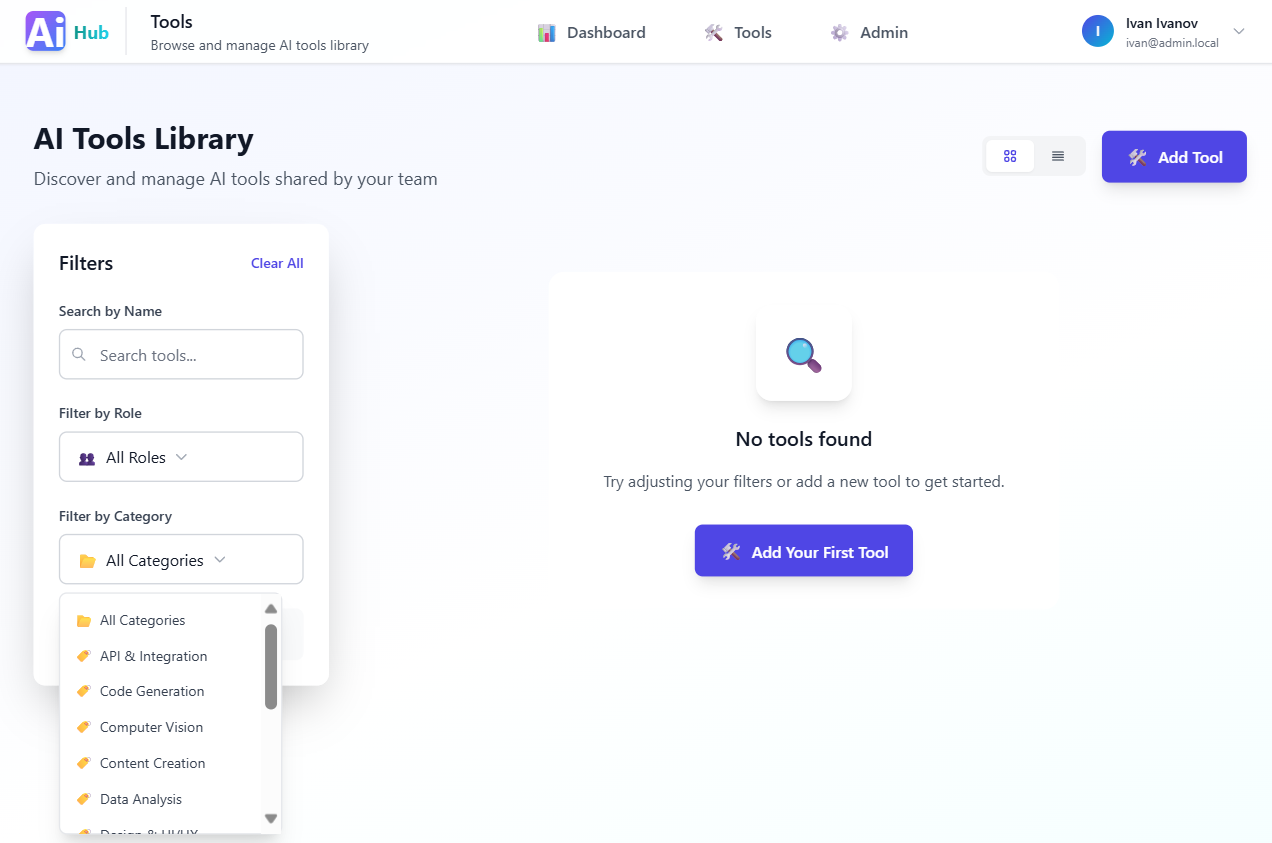 Ai Hub
Tools
Browse and manage AI tools library
Dashboard
Tools
Admin
I
Ivan Ivanov
ivan@admin.local
AI Tools Library
Discover and manage AI tools shared by your team
Add Tool
Filters
Clear All
Search by Name
Search tools...
Filter by Role
All Roles
Filter by Category
All Categories
All Categories
API & Integration
Code Generation
Computer Vision
Content Creation
Data Analysis
Design & UI/UX
No tools found
Try adjusting your filters or add a new tool to get started.
Add Your First Tool